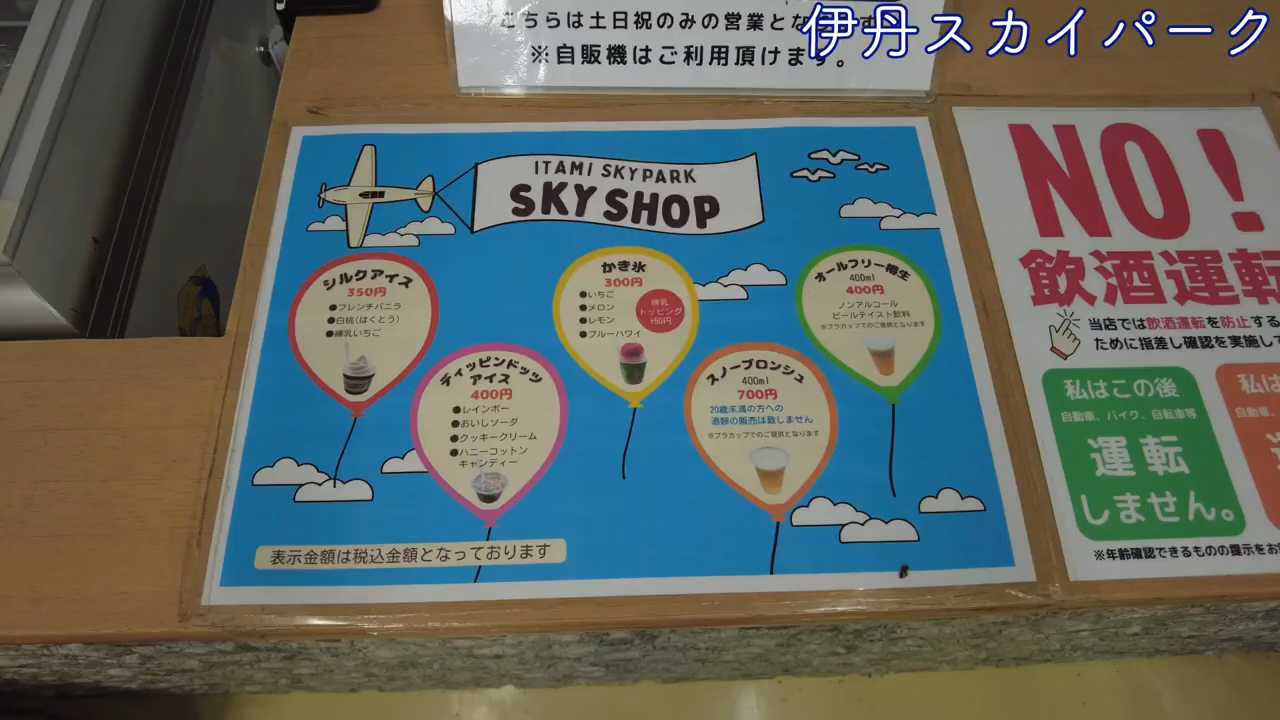 伊丹スカイパーク
こちらは土日祝のみの営業とな
※自販機はご利用頂けます。
ITAMI SKYPARK
SKY SHOP
シルクアイス
350円
●フレンチバニラ
●白桃(はくとう)
●練乳いちご
ディッピンドッツ
アイス
400円
●レインボー
●おいしソーダ
●クッキークリーム
●ハニーコットン
キャンディー
かき氷
300円
●いちご
●メロン
●レモン
●ブルーハワイ
練乳
トッピング
+50円
スノーブロンシュ
400ml
700円
20歳未満の方への
酒類の販売は致しません
※プラカップでのご提供となります
オールフリー樽生
400ml
400円
ノンアルコール
ビールテイスト飲料
※プラカップでのご提供となります
表示金額は税込金額となっております
NO!
飲酒運転
当店では飲酒運転を防止する
ために指差し確認を実施して
私はこの後
自動車、バイク、自転車等
運転
しません。
私は
自動車、
※年齢確認できるものの提示をお